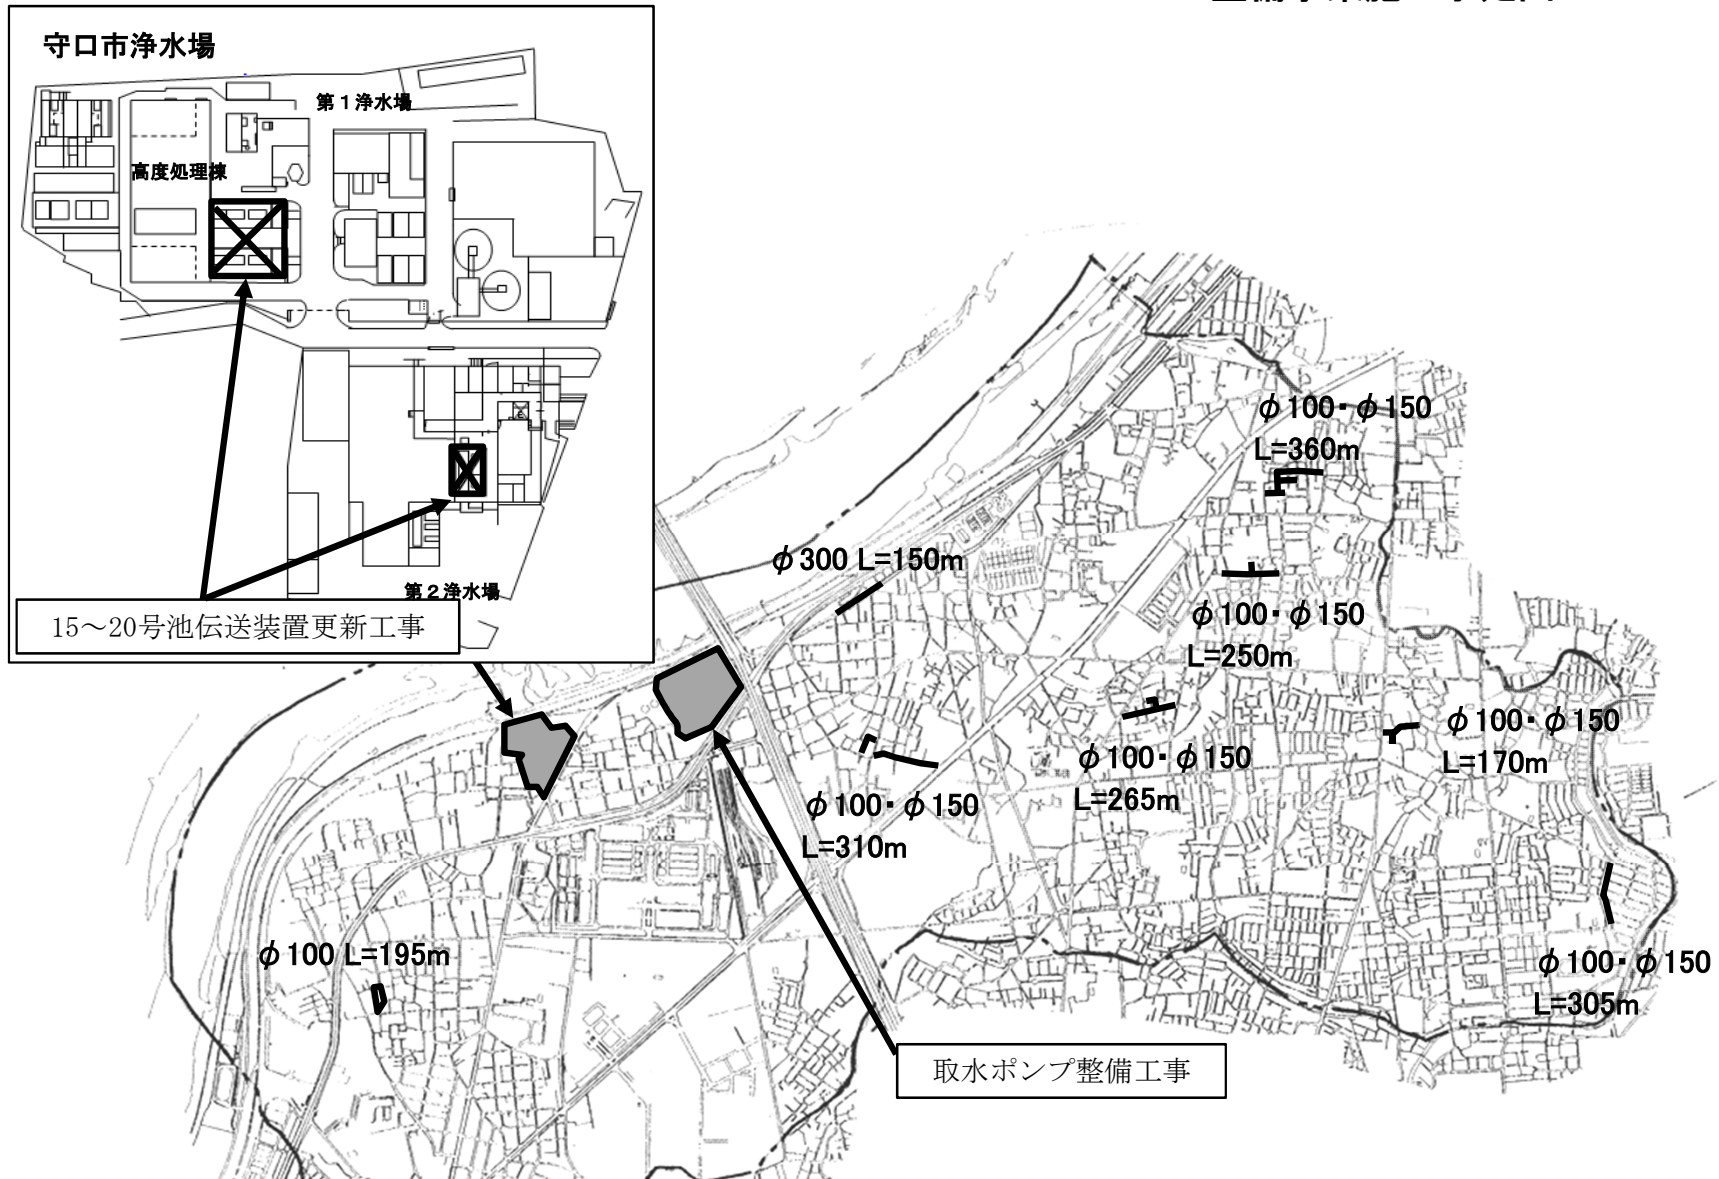 守口市浄水場
第１浄水場
高度処理棟
第２浄水場
15～20号池伝送装置更新工事
φ100・φ150
L=360m
φ300 L=150m
φ100・φ150
L=250m
φ100・φ150
L=170m
φ100・φ150
L=265m
φ100・φ150
L=310m
φ100 L=195m
φ100・φ150
L=305m
取水ポンプ整備工事